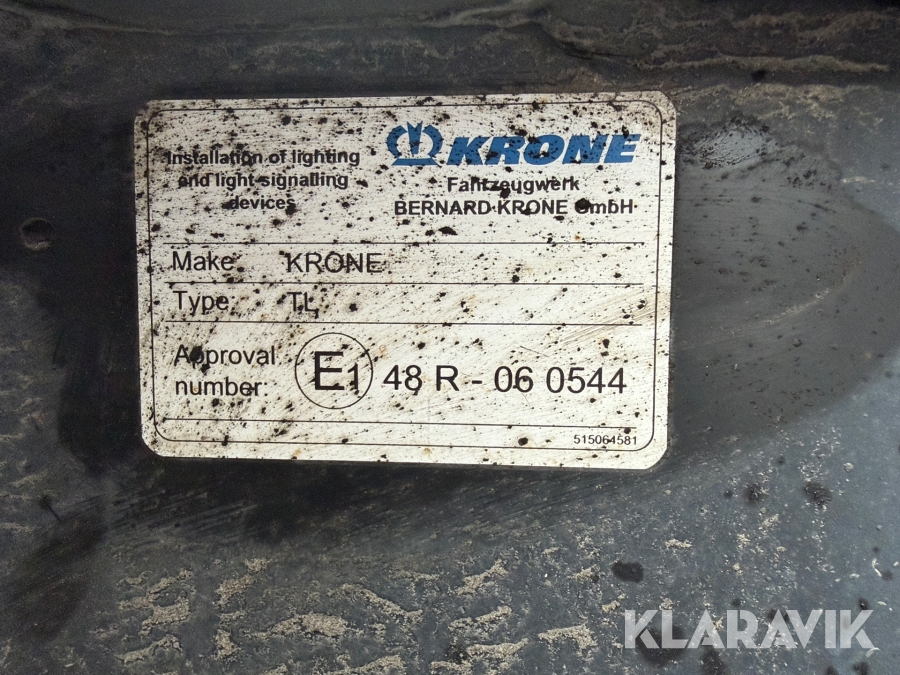 Installation of lighting
and light signalling
devices
KRONE
Fahrzeugwerk
BERNARD KRONE GmbH
Make: KRONE
Type: TL
Approval
number:
E1 48 R - 06 0544
515064581
KLARAVIK